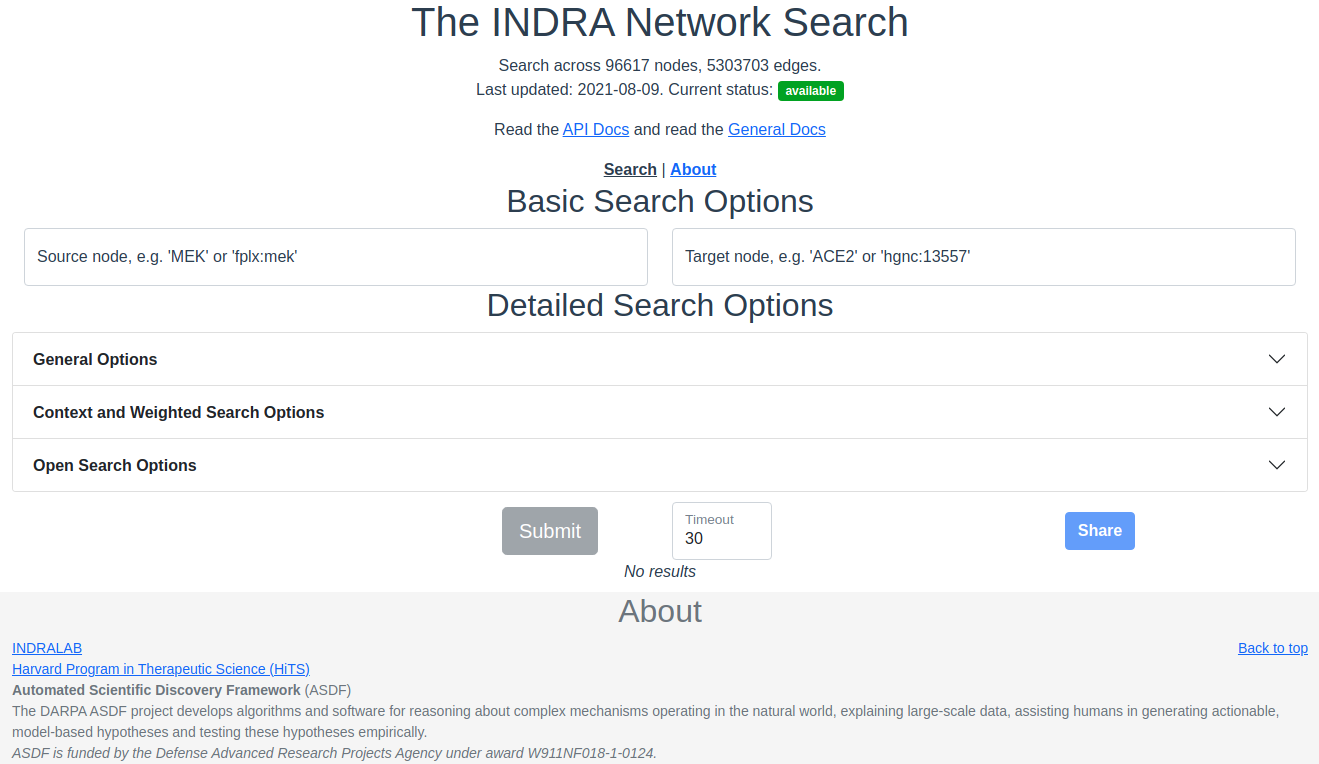 The INDRA Network Search
Search across 96617 nodes, 5303703 edges.
Last updated: 2021-08-09. Current status: available
Read the API Docs and read the General Docs
Search | About
Basic Search Options
Source node, e.g. 'MEK' or 'fplx:mek'
Target node, e.g. 'ACE2' or 'hgnc:13557'
Detailed Search Options
General Options
Context and Weighted Search Options
Open Search Options
Submit
Timeout
30
Share
No results
About
INDRALAB
Back to top
Harvard Program in Therapeutic Science (HiTS)
Automated Scientific Discovery Framework (ASDF)
The DARPA ASDF project develops algorithms and software for reasoning about complex mechanisms operating in the natural world, explaining large-scale data, assisting humans in generating actionable,
model-based hypotheses and testing these hypotheses empirically.
ASDF is funded by the Defense Advanced Research Projects Agency under award W911NF018-1-0124.